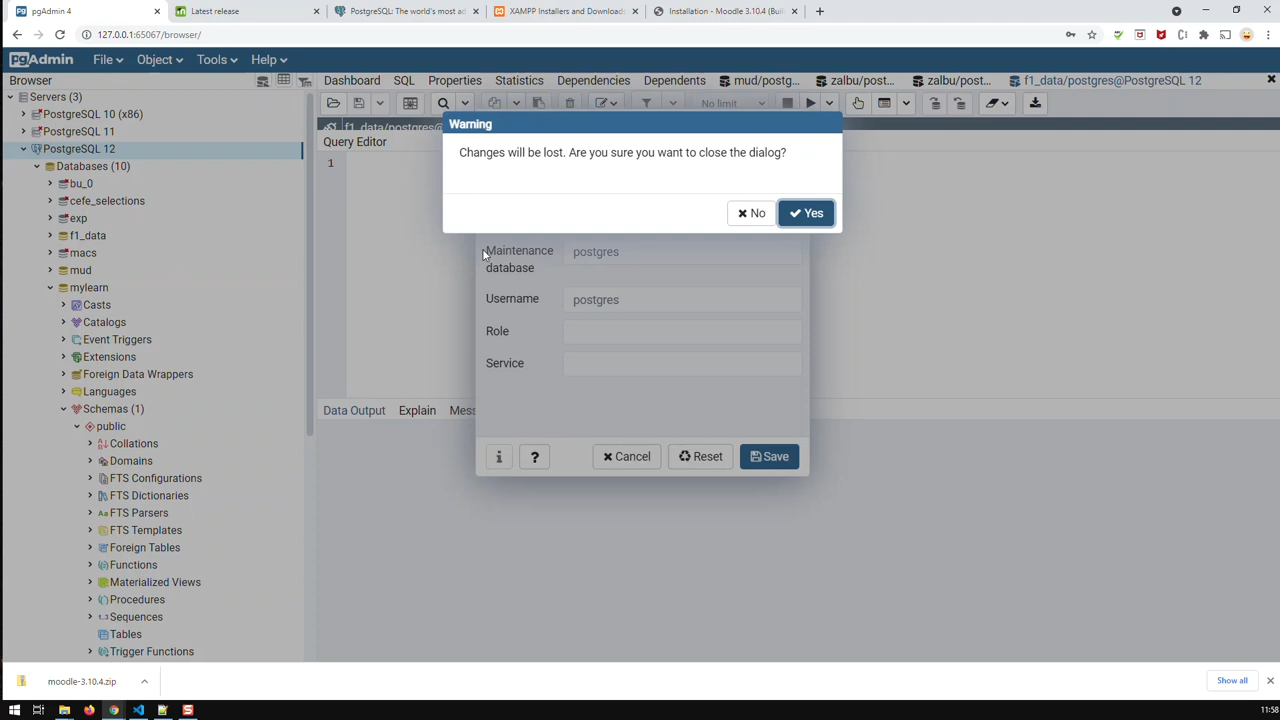 pgAdmin 4
Latest release
PostgreSQL: The world's most ad
XAMPP Installers and Downloads
Installation - Moodle 3.10.4 (Buil
127.0.0.1:65067/browser/
pgAdmin File Object Tools Help
Browser
Dashboard SQL Properties Statistics Dependencies Dependents mud/postg... zalbu/post... zalbu/post... f1_data/postgres@PostgreSQL 12
Servers (3)
PostgreSQL 10 (x86)
PostgreSQL 11
PostgreSQL 12
Databases (10)
bu_0
cefe_selections
exp
f1_data
macs
mud
mylearn
Casts
Catalogs
Event Triggers
Extensions
Foreign Data Wrappers
Languages
Schemas (1)
public
Collations
Domains
FTS Configurations
FTS Dictionaries
FTS Parsers
FTS Templates
Foreign Tables
Functions
Materialized Views
Procedures
Sequences
Tables
Trigger Functions
No limit
f1_data/postgres@
Query Editor
1
Warning
Changes will be lost. Are you sure you want to close the dialog?
No
Yes
Maintenance database
postgres
Username
postgres
Role
Service
Data Output Explain Mess
i ? Cancel Reset Save
moodle-3.10.4.zip
Show all
11:58